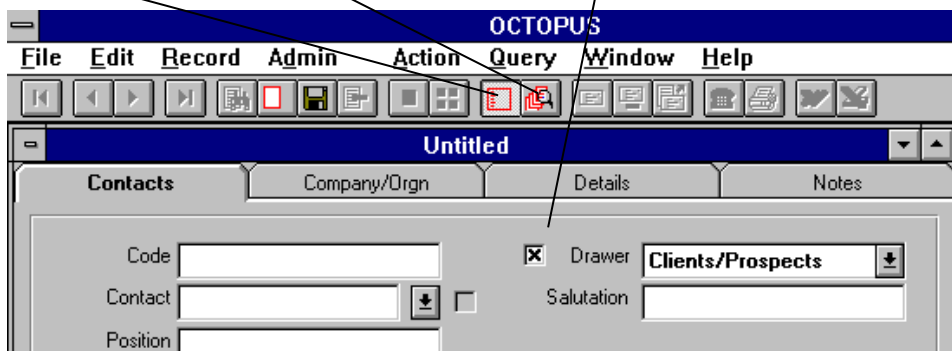 OCTOPUS
File Edit Record Admin Action Query Window Help
Untitled
Contacts Company/Orgn Details Notes
Code Drawer Clients/Prospects
Contact Salutation
Position